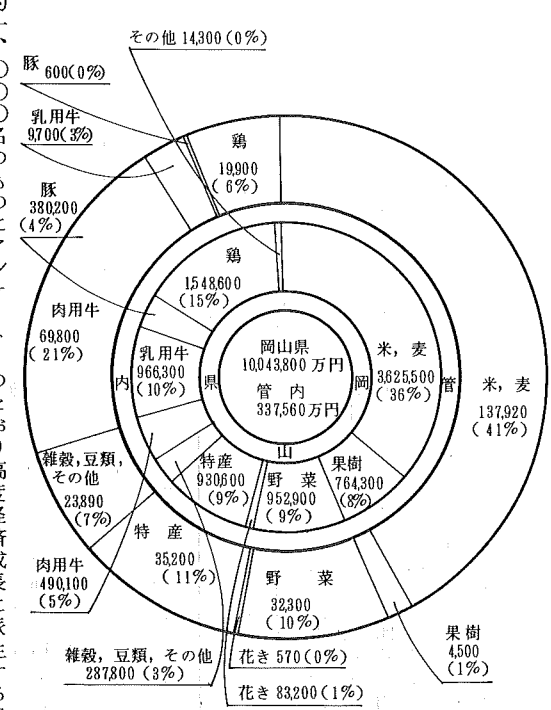 その他 14,300(0%)
豚
600(0%)
乳用牛
9,700(3%)
豚
380,200
(4%)
肉用牛
69,800
(21%)
鶏
19,900
(6%)
鶏
1,548,600
(15%)
乳用牛
966,300
(10%)
岡山県
10,043,800 万円
管内
337,560 万円
米，麦
3,625,500
(36%)
米，麦
137,920
(41%)
管
内
岡
山
県
雑穀，豆類，
その他
23,890
(7%)
特産
930,600
(9%)
野菜
952,900
(9%)
果樹
764,300
(8%)
肉用牛
490,100
(5%)
特産
35,200
(11%)
野菜
32,300
(10%)
果樹
4,500
(1%)
雑穀，豆類，その他
287,800 (3%)
花き 570(0%)
花き 83,200(1%)